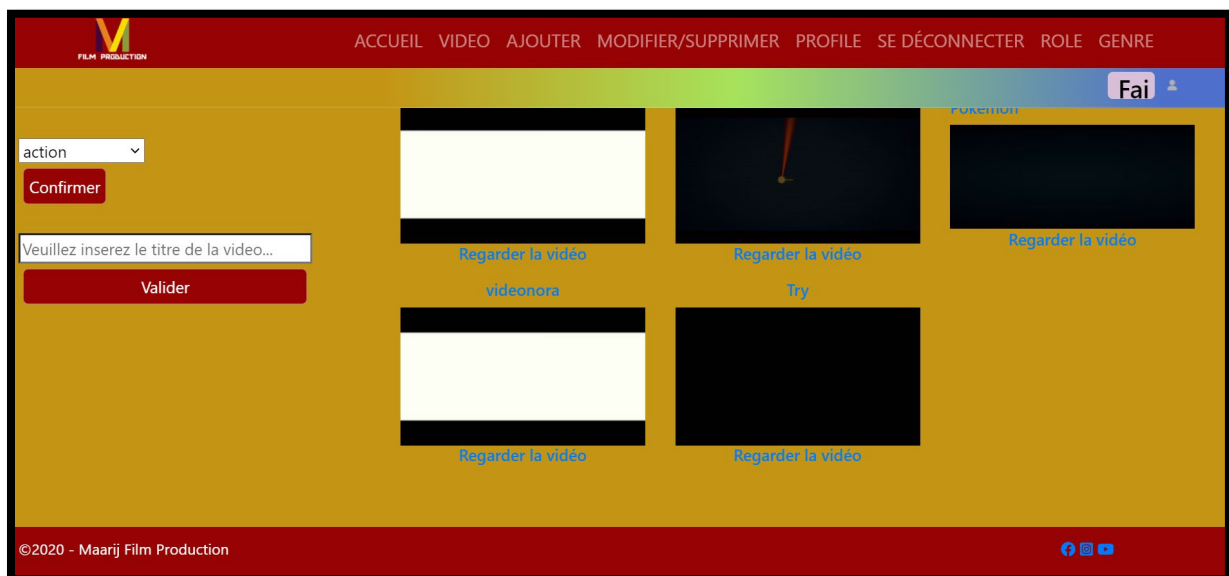 FILM PRODUCTION
ACCUEIL VIDEO AJOUTER MODIFIER/SUPPRIMER PROFILE SE DÉCONNECTER ROLE GENRE
Fai
Pokemon
action
Confirmer
Veuillez inserez le titre de la video...
Valider
Regarder la vidéo
Regarder la vidéo
Regarder la vidéo
videonora
Try
Regarder la vidéo
Regarder la vidéo
©2020 - Maarij Film Production